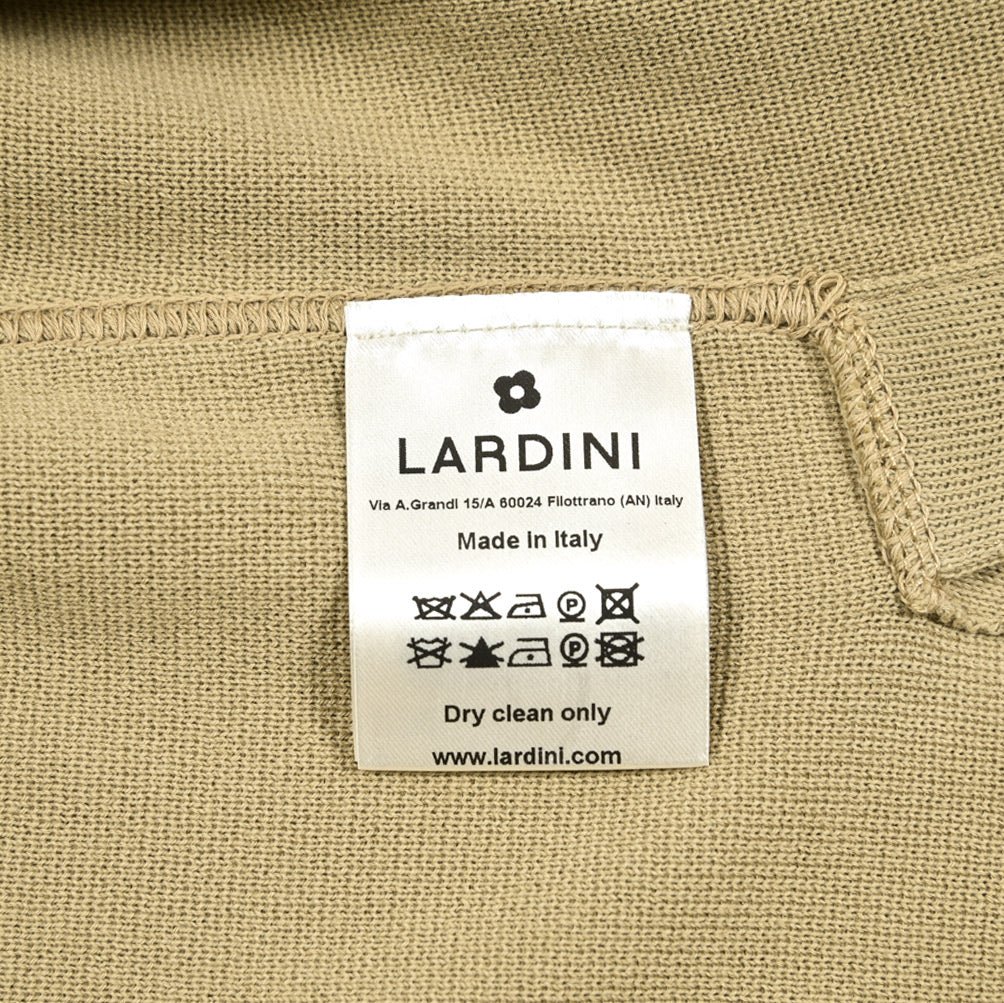 LARDINI
Via A.Grandi 15/A 60024 Filottrano (AN) Italy
Made in Italy
P
P
Dry clean only
www.lardini.com